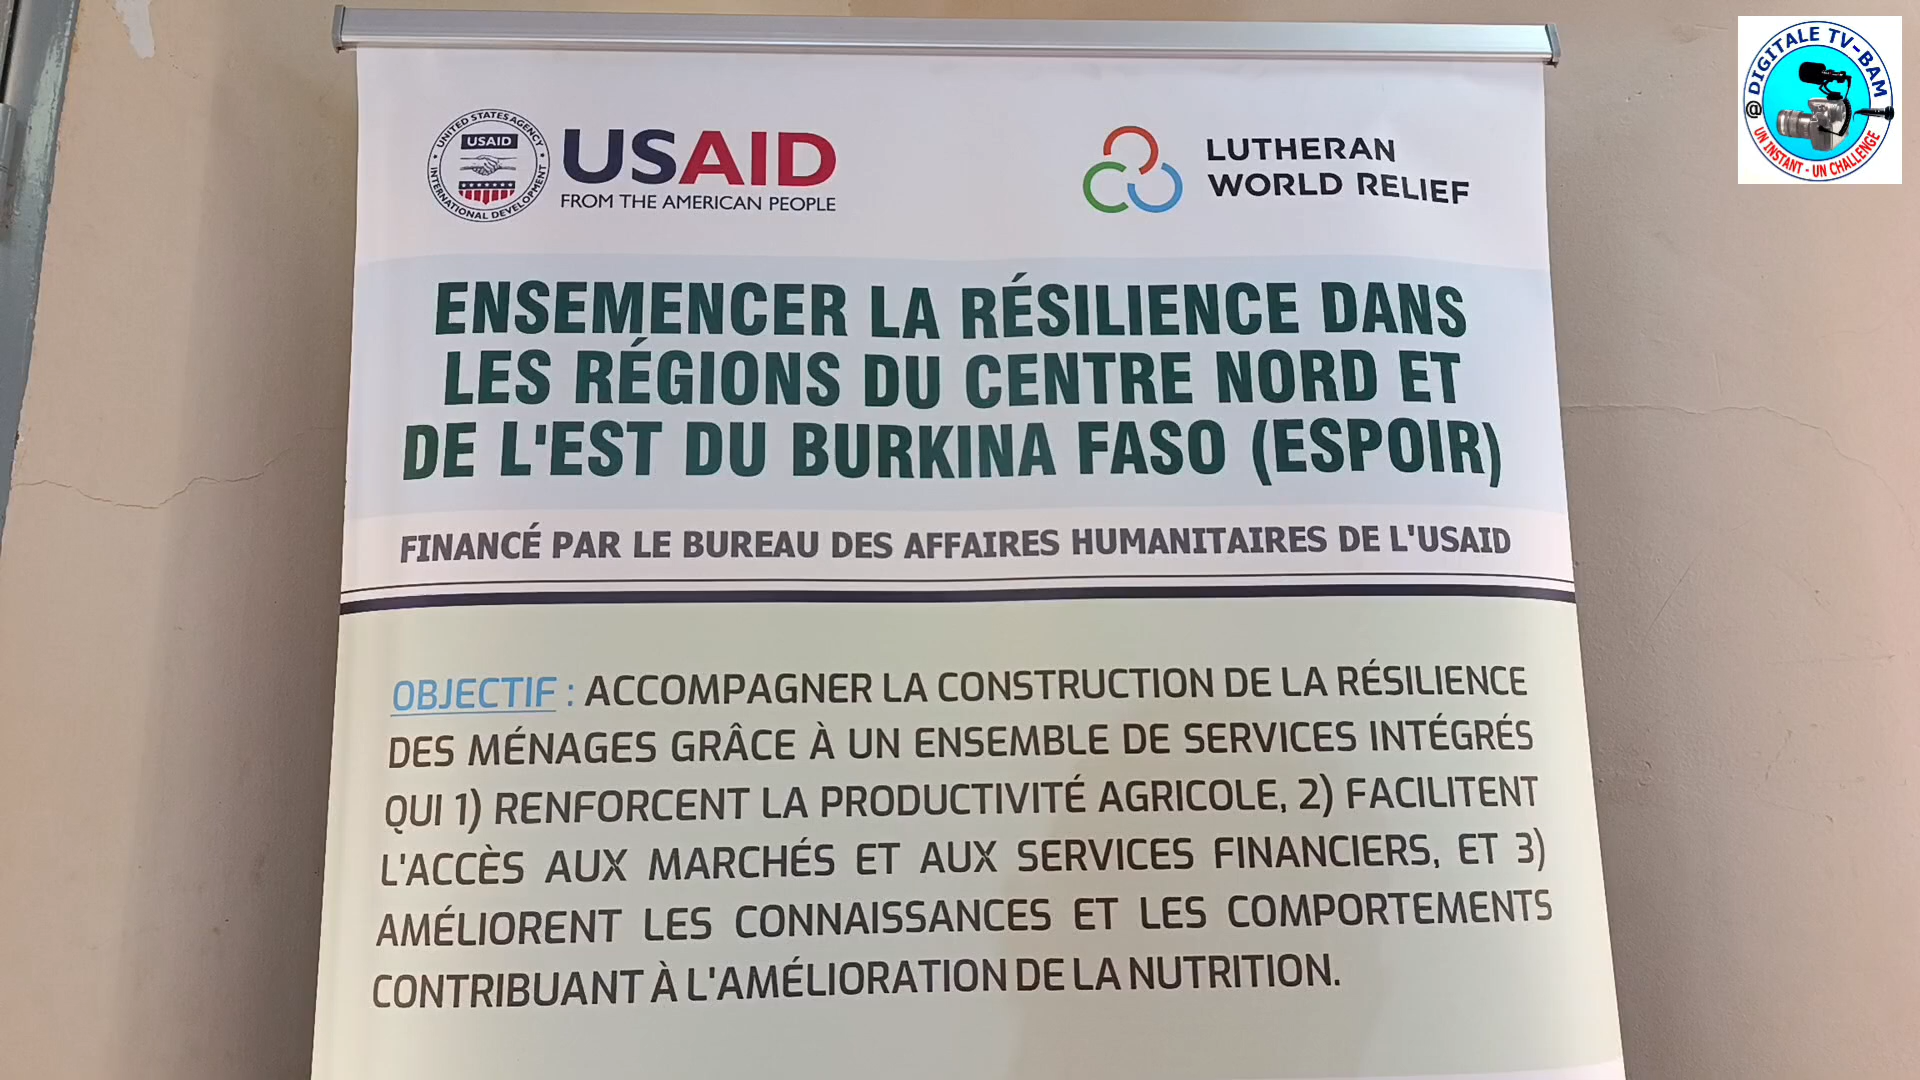 @DIGITALE TV-BAM
UN INSTANT - UN CHALLENGE
UNITED STATES AGENCY
USAID
INTERNATIONAL DEVELOPMENT
USAID
FROM THE AMERICAN PEOPLE
LUTHERAN
WORLD RELIEF
ENSEMENCER LA RÉSILIENCE DANS
LES RÉGIONS DU CENTRE NORD ET
DE L'EST DU BURKINA FASO (ESPOIR)
FINANCÉ PAR LE BUREAU DES AFFAIRES HUMANITAIRES DE L'USAID
OBJECTIF : ACCOMPAGNER LA CONSTRUCTION DE LA RÉSILIENCE
DES MÉNAGES GRÂCE À UN ENSEMBLE DE SERVICES INTÉGRÉS
QUI 1) RENFORCENT LA PRODUCTIVITÉ AGRICOLE, 2) FACILITENT
L'ACCÈS AUX MARCHÉS ET AUX SERVICES FINANCIERS, ET 3)
AMÉLIORENT LES CONNAISSANCES ET LES COMPORTEMENTS
CONTRIBUANT À L'AMÉLIORATION DE LA NUTRITION.